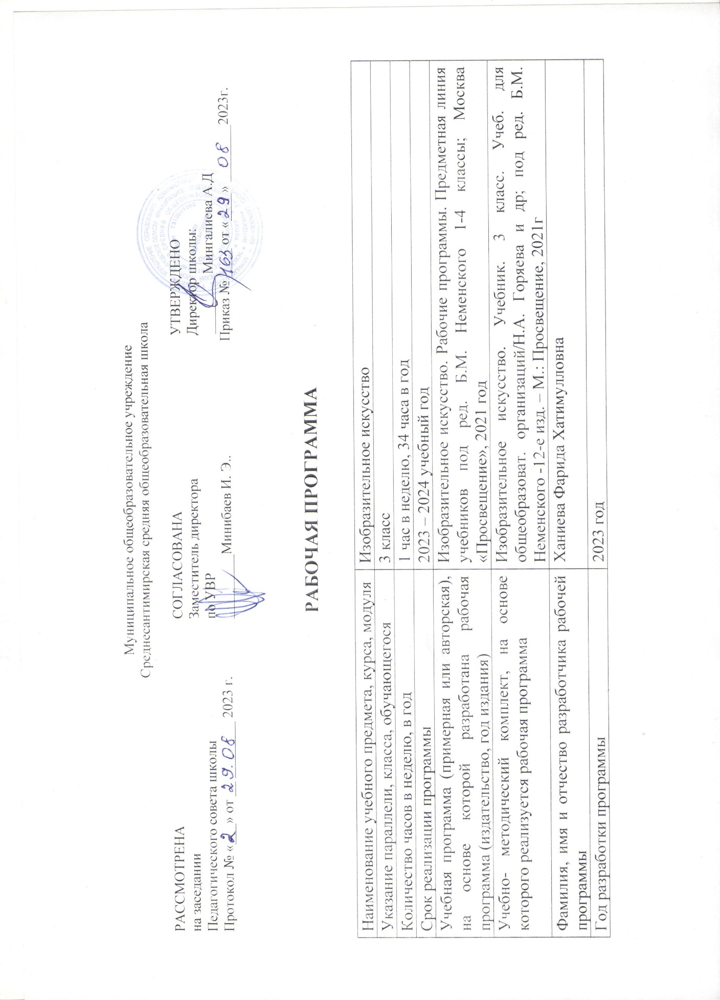 Муниципальное общеобразовательное учреждение
Среднесантимирская средняя общеобразовательная школа
РАССМОТРЕНА
на заседании
Педагогического совета школы
Протокол № «2» от 29.08 2023 г.
СОГЛАСОВАНА
Заместитель директора
по УВР
Минибаев И. Э..
УТВЕРЖДЕНО
Директор школы:
Мингалиева А.Д
Приказ № 163 от «29» 08 2023г.
РАБОЧАЯ ПРОГРАММА
Наименование учебного предмета, курса, модуля
Изобразительное искусство
Указание параллели, класса, обучающегося
3 класс
Количество часов в неделю, в год
1 час в неделю, 34 часа в год
Срок реализации программы
2023 – 2024 учебный год
Учебная программа (примерная или авторская),
на основе которой разработана рабочая
программа (издательство, год издания)
Изобразительное искусство. Рабочие программы. Предметная линия
учебников под ред. Б.М. Неменского 1-4 классы; Москва
«Просвещение», 2021 год
Учебно- методический комплект, на основе
которого реализуется рабочая программа
Изобразительное искусство. Учебник. 3 класс. Учеб. для
общеобразоват. организаций/Н.А. Горяева и др; под ред. Б.М.
Неменского -12-е изд. – М.: Просвещение, 2021г
Фамилия, имя и отчество разработчика рабочей
программы
Ханиева Фарида Хатимулловна
Год разработки программы
2023 год